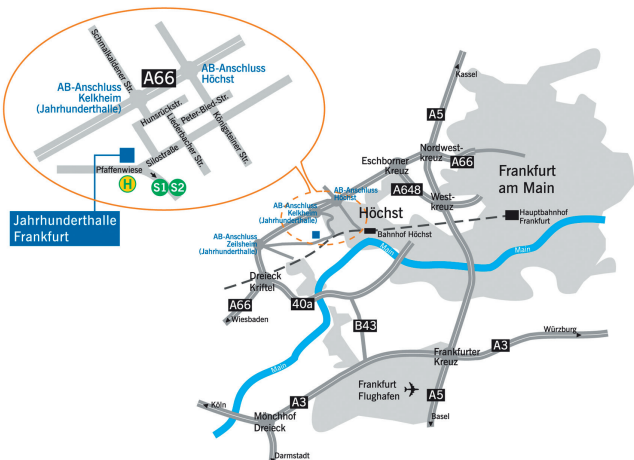 Schmalkaldener Str.
A66
AB-Anschluss
Höchst
AB-Anschluss
Kelkheim
(Jahrhunderthalle)
Hunsrückstr.
Peter-Bied-Str.
Liederbacher Str.
Königsteiner Str.
Silostraße
Pfaffenwiese
H
S1 S2
Jahrhunderthalle
Frankfurt
Kassel
A5
Nordwest-
kreuz
A66
Eschborner
Kreuz
A648
West-
kreuz
Frankfurt
am Main
AB-Anschluss
Höchst
AB-Anschluss
Kelkheim
(Jahrhunderthalle)
Höchst
Hauptbahnhof
Frankfurt
Bahnhof Höchst
AB-Anschluss
Zeilsheim
(Jahrhunderthalle)
Main
Main
Dreieck
Kriftel
A66
Wiesbaden
40a
B43
Würzburg
A3
Frankfurter
Kreuz
Main
Frankfurt
Flughafen
A5
Basel
A3
Köln
Mönchhof
Dreieck
Darmstadt